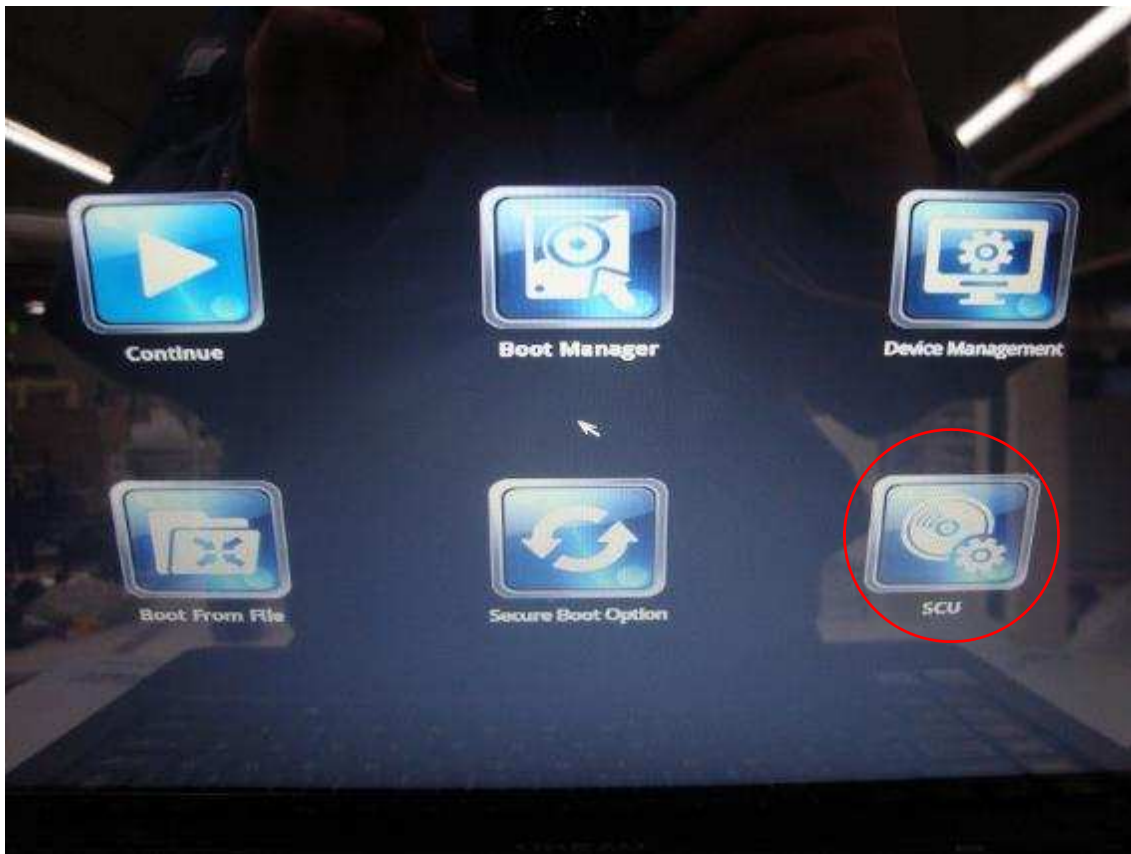 Continue
Boot Manager
Device Management
Boot From File
Secure Boot Option
SCU